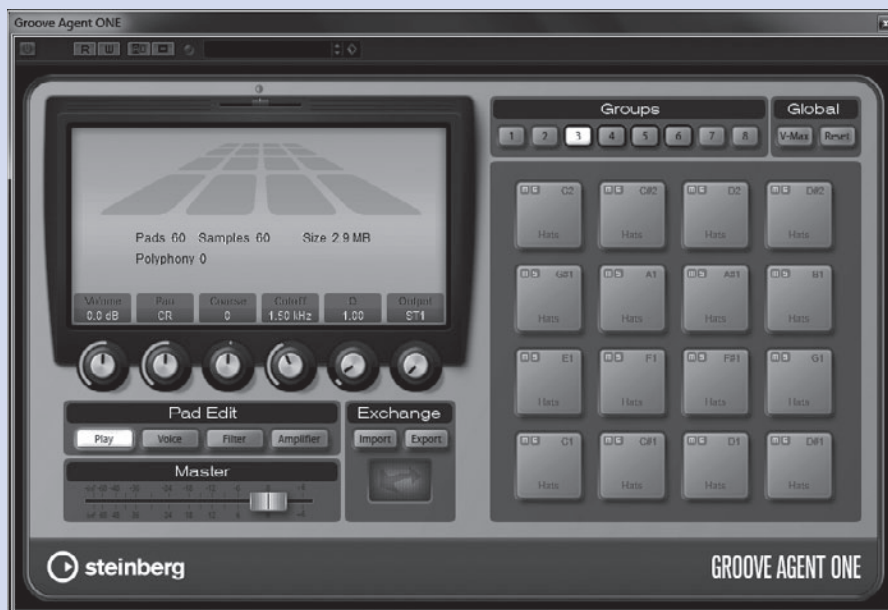 Groove Agent ONE
R W
Groups Global
1 2 3 4 5 6 7 8 V-Max Reset
Pads 60 Samples 60 Size 2.9 MB
Polyphony 0
Volume Pan Coarse Cutoff Q Output
0.0 dB CR 0 1.50 kHz 1.00 ST1
C2 C#2 D2 D#2
Hats Hats Hats Hats
G#1 A1 A#1 B1
Hats Hats Hats Hats
E1 F1 F#1 G1
Hats Hats Hats Hats
C1 C#1 D1 D#1
Hats Hats Hats Hats
Pad Edit Exchange
Play Voice Filter Amplifier Import Export
Master
steinberg GROOVE AGENT ONE